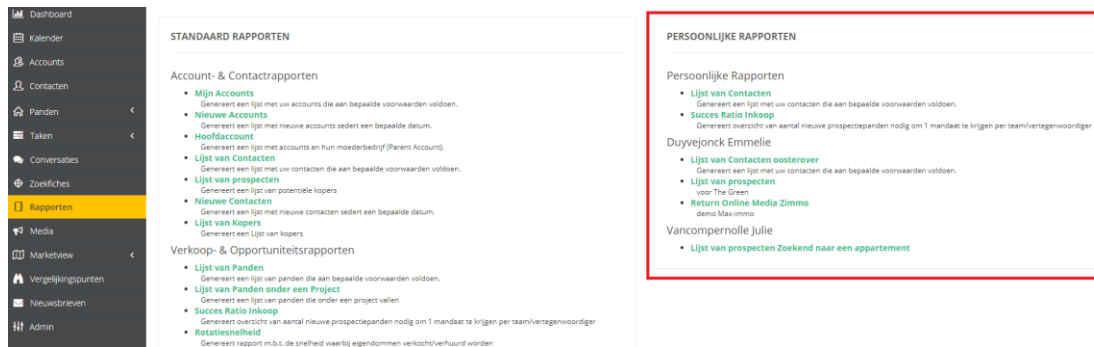 Dashboard
Kalender
Accounts
Contacten
Panden
Taken
Conversaties
Zoekfiches
Rapporten
Media
Marketview
Vergelijkingspunten
Nieuwsbrieven
Admin
STANDAARD RAPPORTEN
Account- & Contactrapporten
Mijn Accounts
Genereert een lijst met uw accounts die aan bepaalde voorwaarden voldoen.
Nieuwe Accounts
Genereert een lijst met nieuwe accounts sedert een bepaalde datum.
Hoofdaccount
Genereert een lijst met accounts en hun moederbedrijf (Parent Account).
Lijst van Contacten
Genereert een lijst met uw contacten die aan bepaalde voorwaarden voldoen.
Lijst van prospecten
Genereert een lijst van potentiële kopers
Nieuwe Contacten
Genereert een lijst met nieuwe contacten sedert een bepaalde datum.
Lijst van Kopers
Genereert een Lijst van kopers
Verkoop- & Opportuniteitsrapporten
Lijst van Panden
Genereert een lijst van panden die aan bepaalde voorwaarden voldoen.
Lijst van Panden onder een Project
Genereert een lijst van panden die onder een project vallen
Succes Ratio Inkoop
Genereert overzicht van aantal nieuwe prospectiepanden nodig om 1 mandaat te krijgen per team/vertegenwoordiger
Rotatiesnelheid
Genereert rapport m.b.t. de snelheid waarbij eigendommen verkocht/verhuurd worden
PERSOONLIJKE RAPPORTEN
Persoonlijke Rapporten
Lijst van Contacten
Genereert een lijst met uw contacten die aan bepaalde voorwaarden voldoen.
Succes Ratio Inkoop
Genereert overzicht van aantal nieuwe prospectiepanden nodig om 1 mandaat te krijgen per team/vertegenwoordiger
Duyvejonck Emmelie
Lijst van Contacten oosterover
Genereert een lijst met uw contacten die aan bepaalde voorwaarden voldoen.
Lijst van prospecten
voor The Green
Return Online Media Zimmo
demo Max-immo
Vancompernolle Julie
Lijst van prospecten Zoekend naar een appartement